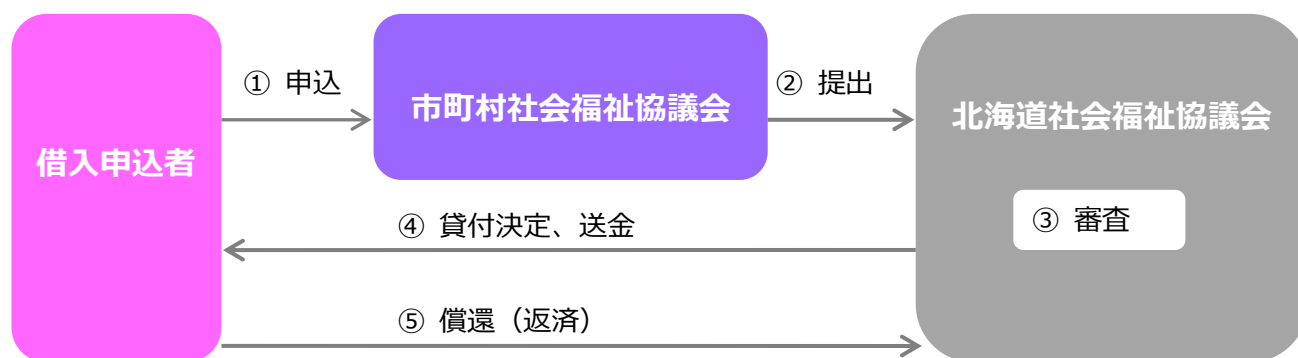 ① 申込
市町村社会福祉協議会
② 提出
北海道社会福祉協議会
借入申込者
③ 審査
④ 貸付決定、送金
⑤ 償還（返済）